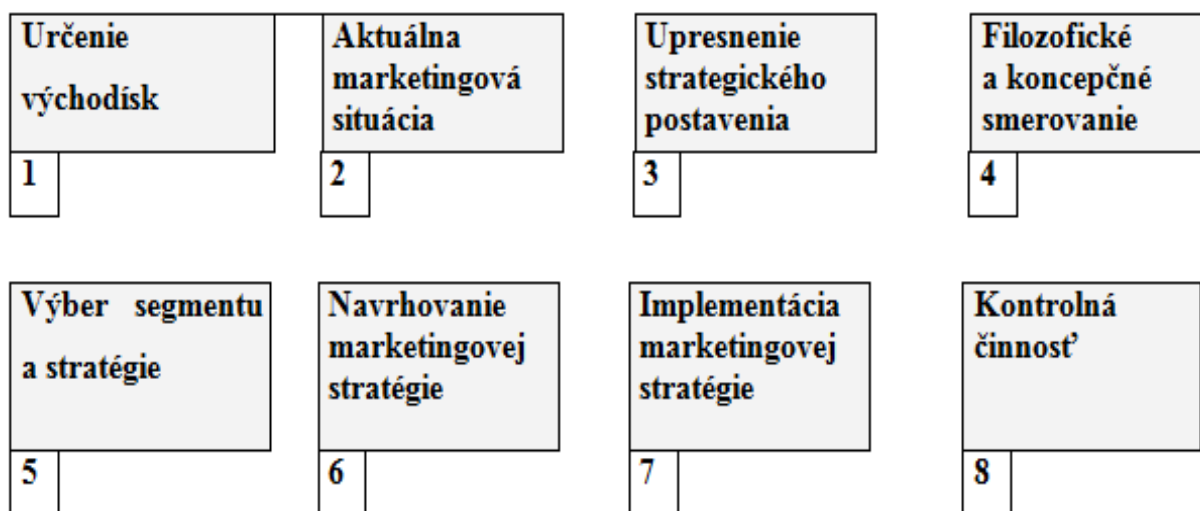 Určenie
východísk
1
Aktuálna
marketingová
situácia
2
Upresnenie
strategického
postavenia
3
Filozofické
a koncepčné
smerovanie
4
Výber segmentu
a stratégie
5
Navrhovanie
marketingovej
stratégie
6
Implementácia
marketingovej
stratégie
7
Kontrolná
činnosť
8